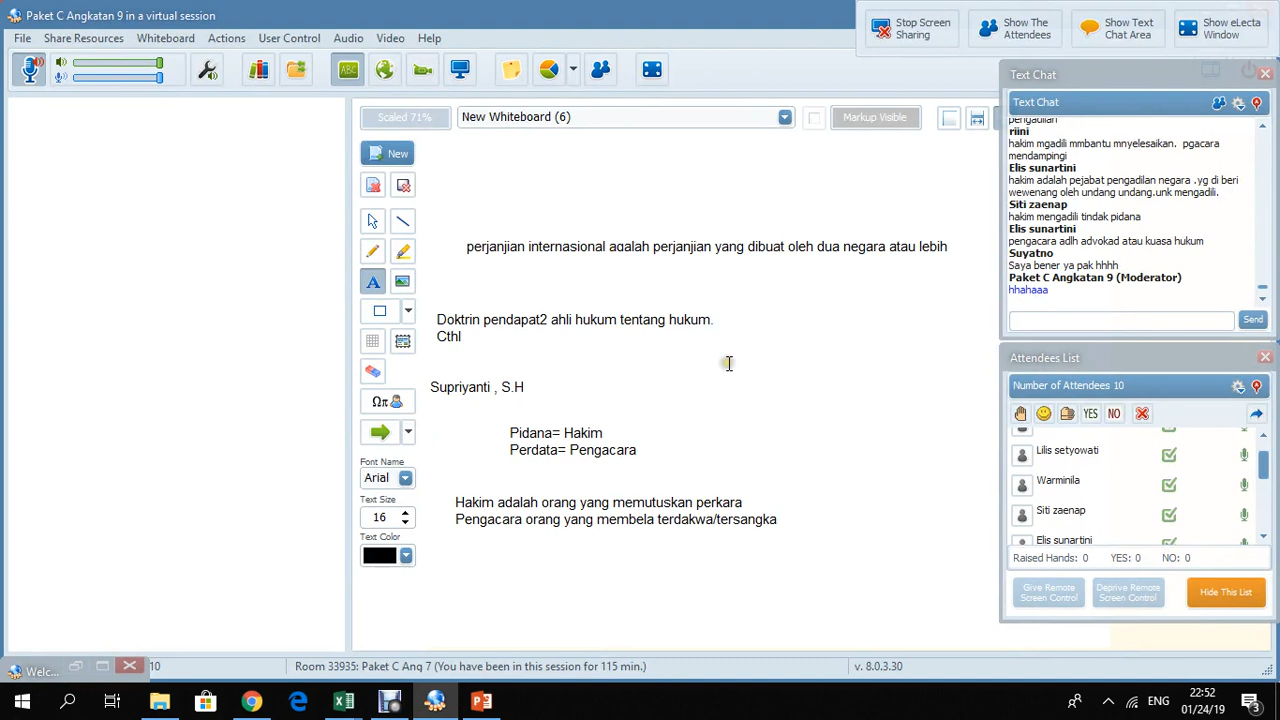 Paket C Angkatan 9 in a virtual session
File Share Resources Whiteboard Actions User Control Audio Video Help
Stop Screen Sharing
Show The Attendees
Show Text Chat Area
Show eLecta Window
ABC
Scaled 71%
New Whiteboard (6)
Markup Visible
New
A
Ωπ
Font Name
Arial
Text Size
16
Text Color
perjanjian internasional aqalah perjanjian yang dibuat oleh dua negara atau lebih
Doktrin pendapat2 ahli hukum tentang hukum.
Cthl
Supriyanti , S.H
Pidana= Hakim
Perdata= Pengacara
Hakim adalah orang yang memutuskan perkara
Pengacara orang yang membela terdakwa/tersangka
Text Chat
Text Chat
pengadilan
riini
hakim mgadili mmbantu mnyelesaikan. pgacara
mendampingi
Elis sunartini
hakim adalah pejabat pengadilan negara .yg di beri
wewenang oleh undang undang.unk mengadili.
Siti zaenap
hakim mengadili tindak pidana
Elis sunartini
pengacara adlh advokad atau kuasa hukum
Suyatno
Saya bener ya pak hhhh
Paket C Angkatan 9 (Moderator)
hhahaaa
Send
Attendees List
Number of Attendees 10
YES NO
Lilis setyowati
Warminila
Siti zaenap
Elis sunartini
Raised Hands: 0 YES: 0 NO: 0
Give Remote Screen Control
Deprive Remote Screen Control
Hide This List
Welc...
10
Room 33935: Paket C Ang 7 (You have been in this session for 115 min.)
v. 8.0.3.30
ENG
22:52
01/24/19
3